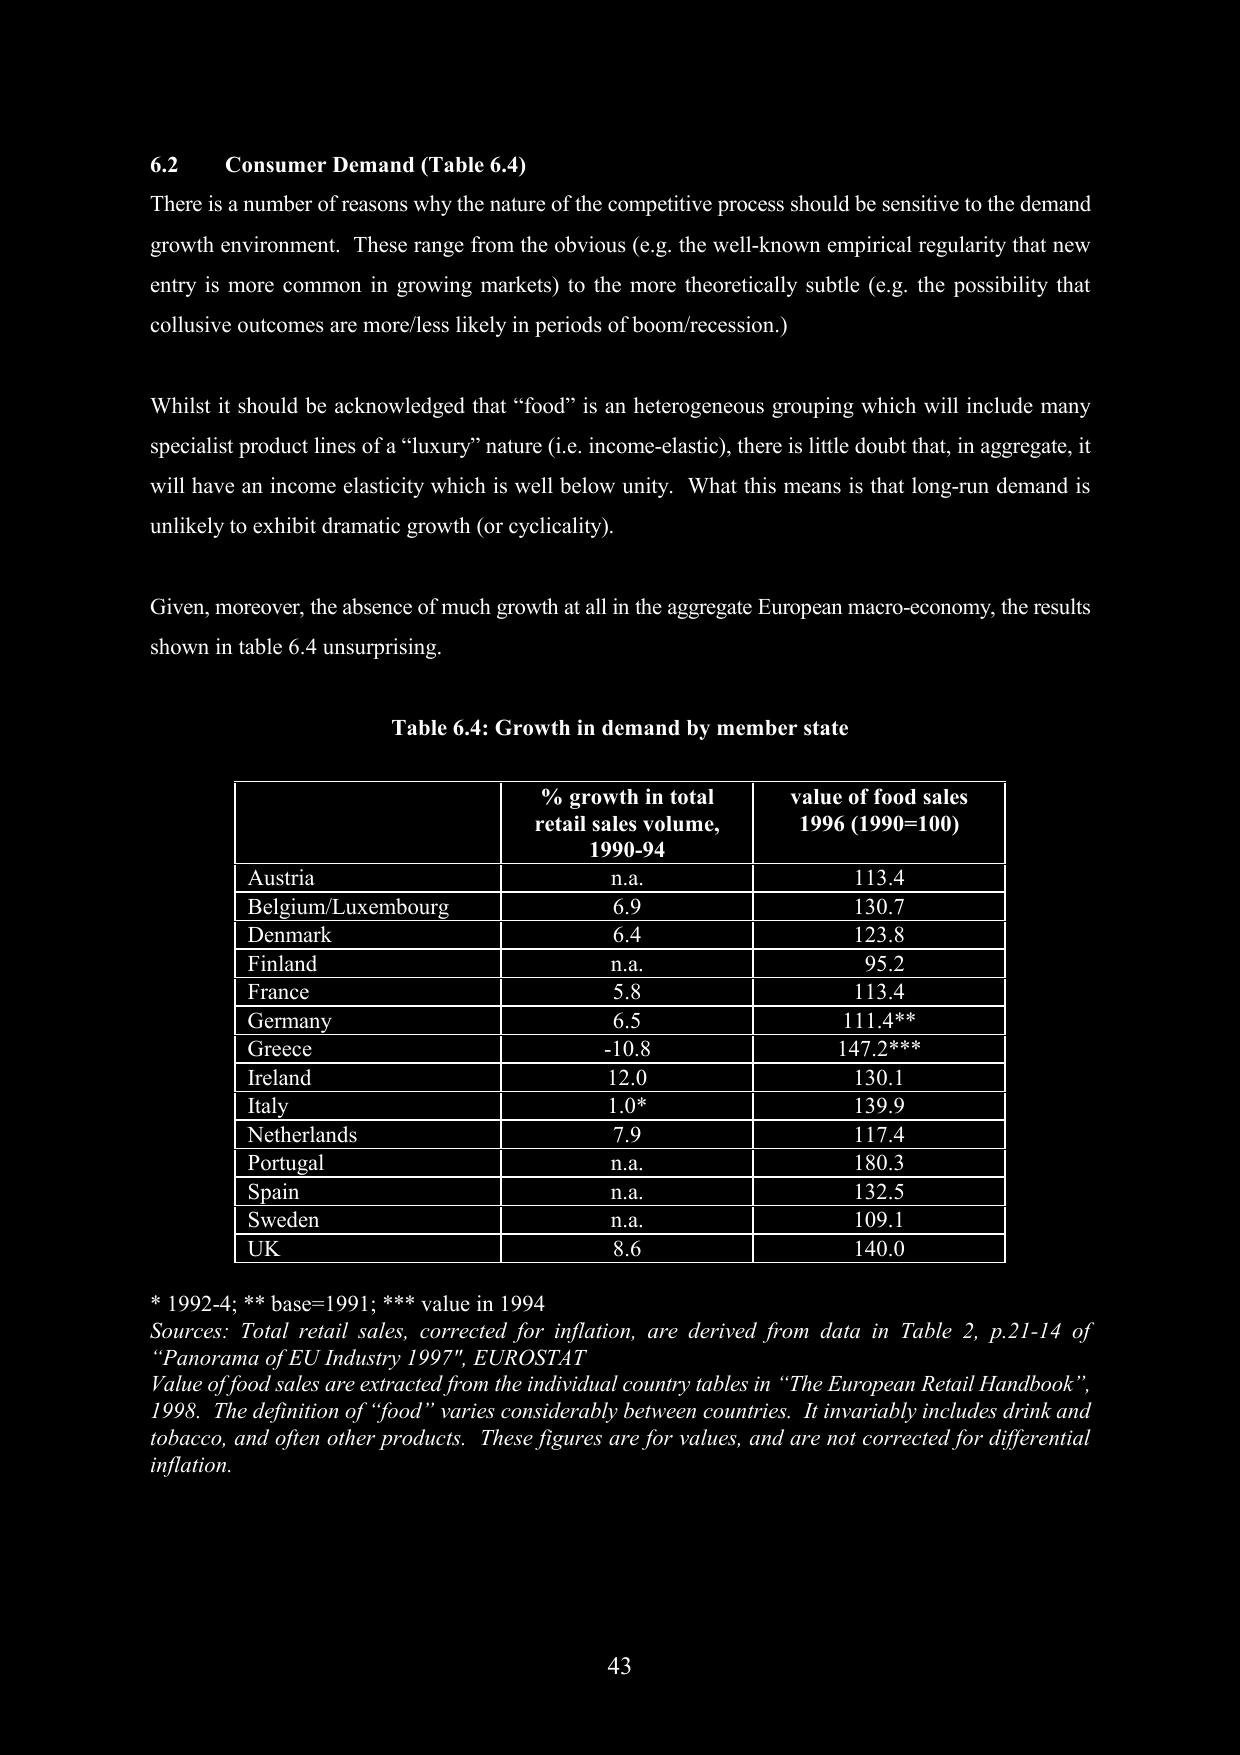 6.2 Consumer Demand (Table 6.4)
There is a number of reasons why the nature of the competitive process should be sensitive to the demand
growth environment. These range from the obvious (e.g. the well-known empirical regularity that new
entry is more common in growing markets) to the more theoretically subtle (e.g. the possibility that
collusive outcomes are more/less likely in periods of boom/recession.)
Whilst it should be acknowledged that “food” is an heterogeneous grouping which will include many
specialist product lines of a “luxury” nature (i.e. income-elastic), there is little doubt that, in aggregate, it
will have an income elasticity which is well below unity. What this means is that long-run demand is
unlikely to exhibit dramatic growth (or cyclicality).
Given, moreover, the absence of much growth at all in the aggregate European macro-economy, the results
shown in table 6.4 unsurprising.
Table 6.4: Growth in demand by member state
% growth in total value of food sales
retail sales volume, 1996 (1990=100)
1990-94
Austria n.a. 113.4
Belgium/Luxembourg 6.9 130.7
Denmark 6.4 123.8
Finland n.a. 95.2
France 5.8 113.4
Germany 6.5 111.4**
Greece -10.8 147.2***
Ireland 12.0 130.1
Italy 1.0* 139.9
Netherlands 7.9 117.4
Portugal n.a. 180.3
Spain n.a. 132.5
Sweden n.a. 109.1
UK 8.6 140.0
* 1992-4; ** base=1991; *** value in 1994
Sources: Total retail sales, corrected for inflation, are derived from data in Table 2, p.21-14 of
“Panorama of EU Industry 1997", EUROSTAT
Value of food sales are extracted from the individual country tables in “The European Retail Handbook”,
1998. The definition of “food” varies considerably between countries. It invariably includes drink and
tobacco, and often other products. These figures are for values, and are not corrected for differential
inflation.
43